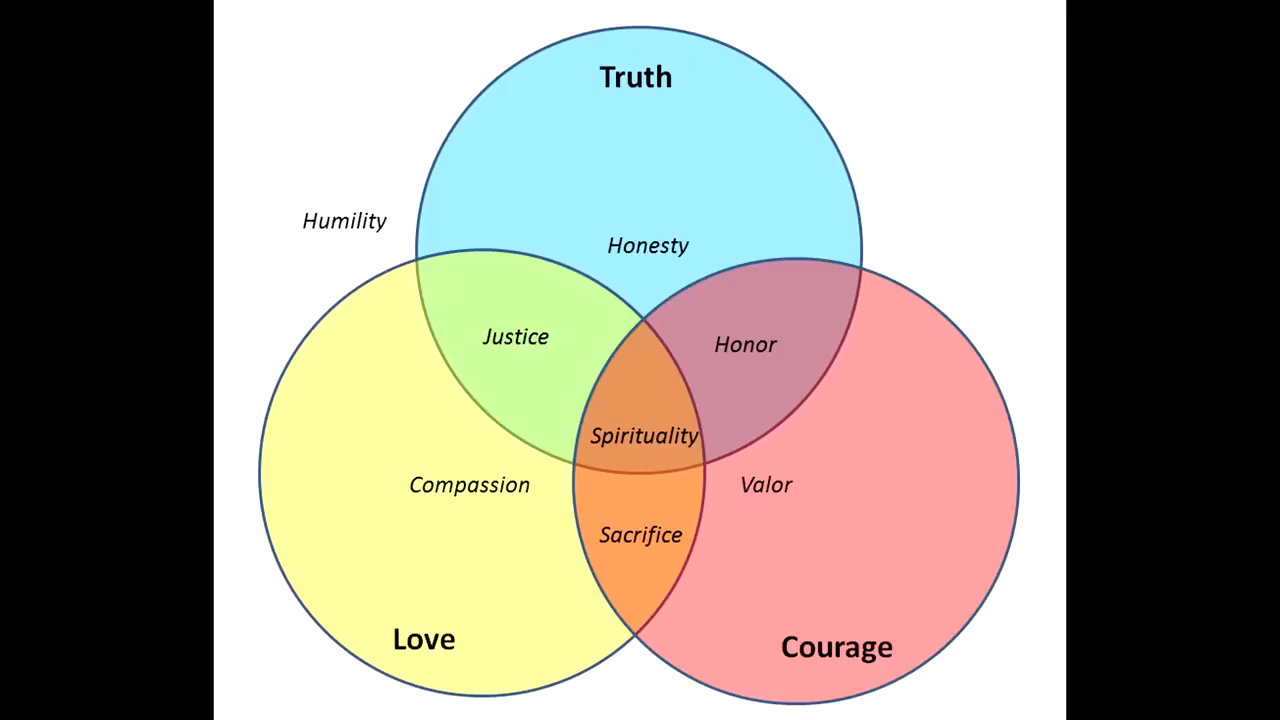 Truth
Humility
Honesty
Justice
Honor
Spirituality
Compassion
Valor
Sacrifice
Love
Courage